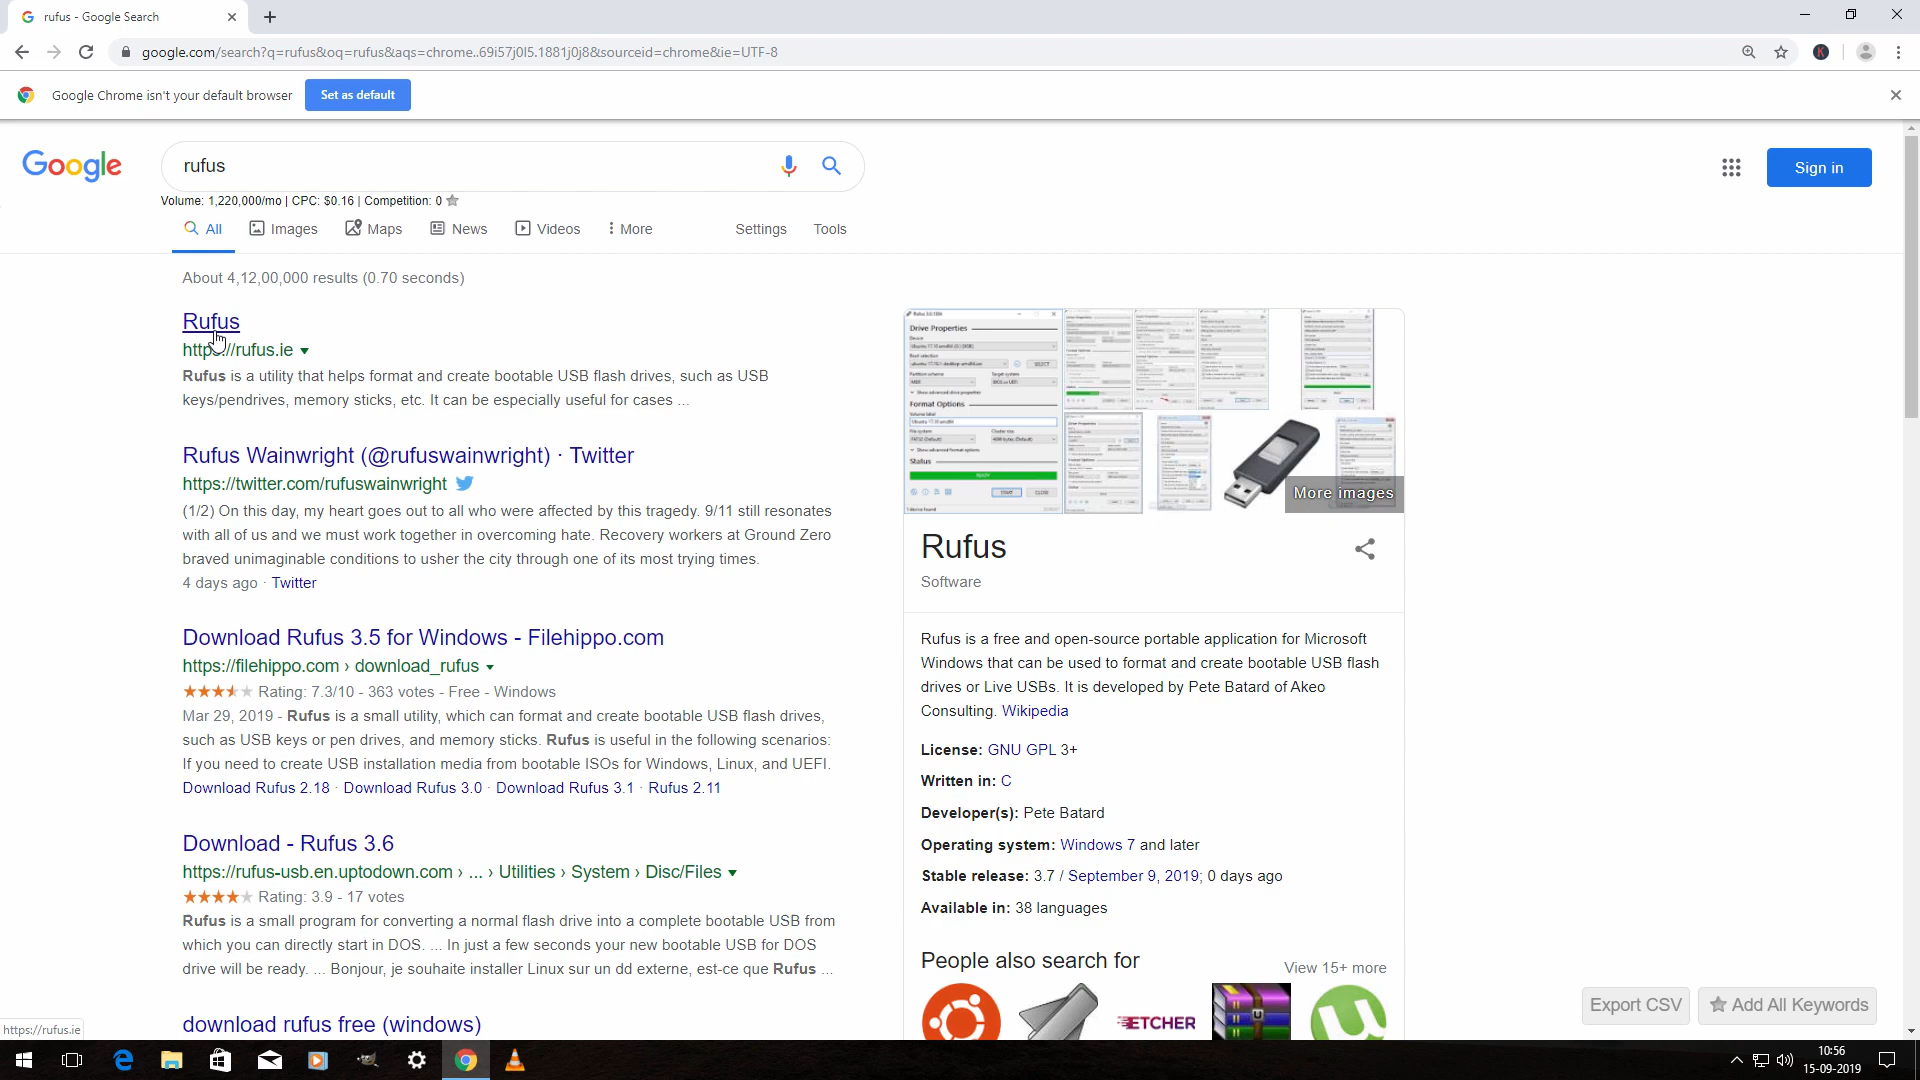 rufus - Google Search
google.com/search?q=rufus&oq=rufus&aqs=chrome..69i57j0l5.1881j0j8&sourceid=chrome&ie=UTF-8
Google Chrome isn't your default browser
Set as default
Google
rufus
Sign in
Volume: 1,220,000/mo | CPC: $0.16 | Competition: 0
All
Images
Maps
News
Videos
More
Settings
Tools
About 4,12,00,000 results (0.70 seconds)
Rufus
https://rufus.ie
Rufus is a utility that helps format and create bootable USB flash drives, such as USB
keys/pendrives, memory sticks, etc. It can be especially useful for cases ...
Rufus Wainwright (@rufuswainwright) · Twitter
https://twitter.com/rufuswainwright
(1/2) On this day, my heart goes out to all who were affected by this tragedy. 9/11 still resonates
with all of us and we must work together in overcoming hate. Recovery workers at Ground Zero
braved unimaginable conditions to usher the city through one of its most trying times.
4 days ago · Twitter
Download Rufus 3.5 for Windows - Filehippo.com
https://filehippo.com › download_rufus
Rating: 7.3/10 - 363 votes - Free - Windows
Mar 29, 2019 - Rufus is a small utility, which can format and create bootable USB flash drives,
such as USB keys or pen drives, and memory sticks. Rufus is useful in the following scenarios:
If you need to create USB installation media from bootable ISOs for Windows, Linux, and UEFI.
Download Rufus 2.18 · Download Rufus 3.0 · Download Rufus 3.1 · Rufus 2.11
Download - Rufus 3.6
https://rufus-usb.en.uptodown.com › ... › Utilities › System › Disc/Files
Rating: 3.9 - 17 votes
Rufus is a small program for converting a normal flash drive into a complete bootable USB from
which you can directly start in DOS. ... In just a few seconds your new bootable USB for DOS
drive will be ready. ... Bonjour, je souhaite installer Linux sur un dd externe, est-ce que Rufus ...
download rufus free (windows)
https://rufus.ie
Drive Properties
Device
SELECT
Format Options
Status
READY
START
CLOSE
More images
Rufus
Software
Rufus is a free and open-source portable application for Microsoft
Windows that can be used to format and create bootable USB flash
drives or Live USBs. It is developed by Pete Batard of Akeo
Consulting. Wikipedia
License: GNU GPL 3+
Written in: C
Developer(s): Pete Batard
Operating system: Windows 7 and later
Stable release: 3.7 / September 9, 2019; 0 days ago
Available in: 38 languages
People also search for
View 15+ more
ETCHER
Export CSV
Add All Keywords
10:56
15-09-2019